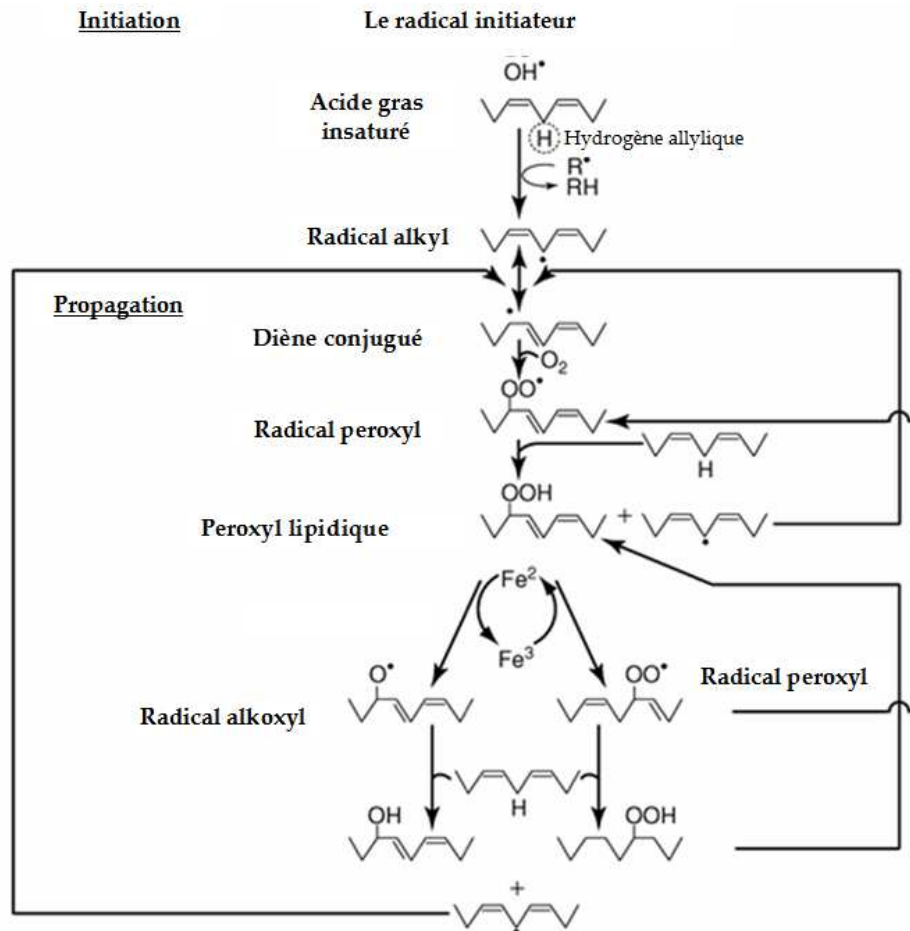 Initiation
Le radical initiateur
OH•
Acide gras
insaturé
H
Hydrogène allylique
R•
RH
Radical alkyl
Propagation
Diène conjugué
O2
OO•
Radical peroxyl
H
OOH
Peroxyl lipidique
+
Fe2
Fe3
O•
OO•
Radical peroxyl
Radical alkoxyl
H
OH
OOH
+